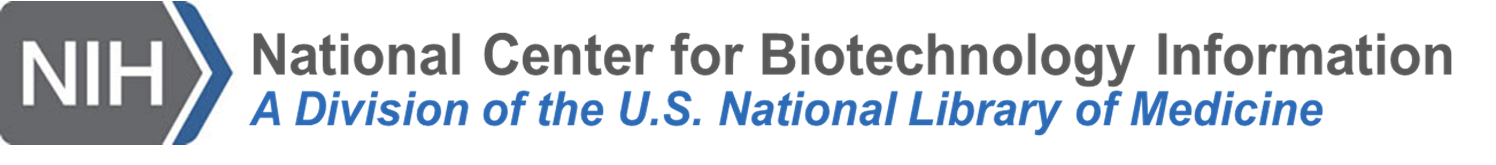 NIH
National Center for Biotechnology Information
A Division of the U.S. National Library of Medicine